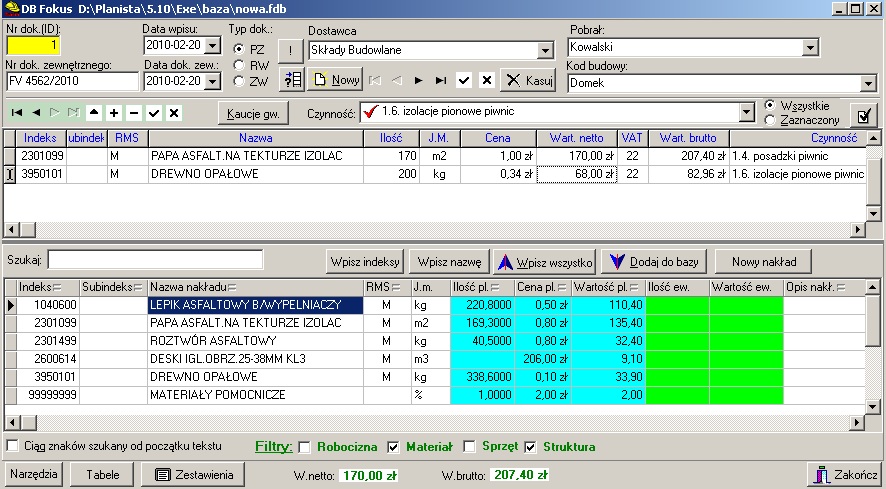 DB Fokus D:\Planista\5.10\Exe\baza\nowa.fdb
Nr dok.(ID): Data wpisu: Typ dok.: Dostawca Pobrał:
1 2010-02-20 PZ ! Składy Budowlane Kowalski
Nr dok. zewnętrznego: Data dok. zew.: RW Kod budowy:
FV 4562/2010 2010-02-20 ZW ? Nowy Kasuj Domek
Kaucje gw. Czynność: 1.6. izolacje pionowe piwnic Wszystkie
Zaznaczony
Indeks ubindek RMS Nazwa Ilość J.M. Cena Wart. netto VAT Wart. brutto Czynność
2301099 M PAPA ASFALT.NA TEKTURZE IZOLAC 170 m2 1,00 zł 170,00 zł 22 207,40 zł 1.4. posadzki piwnic
3950101 M DREWNO OPAŁOWE 200 kg 0,34 zł 68,00 zł 22 82,96 zł 1.6. izolacje pionowe piwnic
Szukaj: Wpisz indeksy Wpisz nazwę Wpisz wszystko Dodaj do bazy Nowy nakład
Indeks Subindeks Nazwa nakładu RMS J.m. Ilość pl. Cena pl. Wartość pl. Ilość ew. Wartość ew. Opis nakł.
1040600 LEPIK ASFALTOWY B/WYPELNIACZY M kg 220,8000 0,50 zł 110,40
2301099 PAPA ASFALT.NA TEKTURZE IZOLAC M m2 169,3000 0,80 zł 135,40
2301499 ROZTWÓR ASFALTOWY M kg 40,5000 0,80 zł 32,40
2600614 DESKI IGL.OBRZ.25-38MM KL3 M m3 206,00 zł 9,10
3950101 DREWNO OPAŁOWE M kg 338,6000 0,10 zł 33,90
99999999 MATERIAŁY POMOCNICZE % 1,0000 2,00 zł 2,00
Ciąg znaków szukany od początku tekstu Filtry: Robocizna Materiał Sprzęt Struktura
Narzędzia Tabele Zestawienia W.netto: 170,00 zł W.brutto: 207,40 zł Zakończ